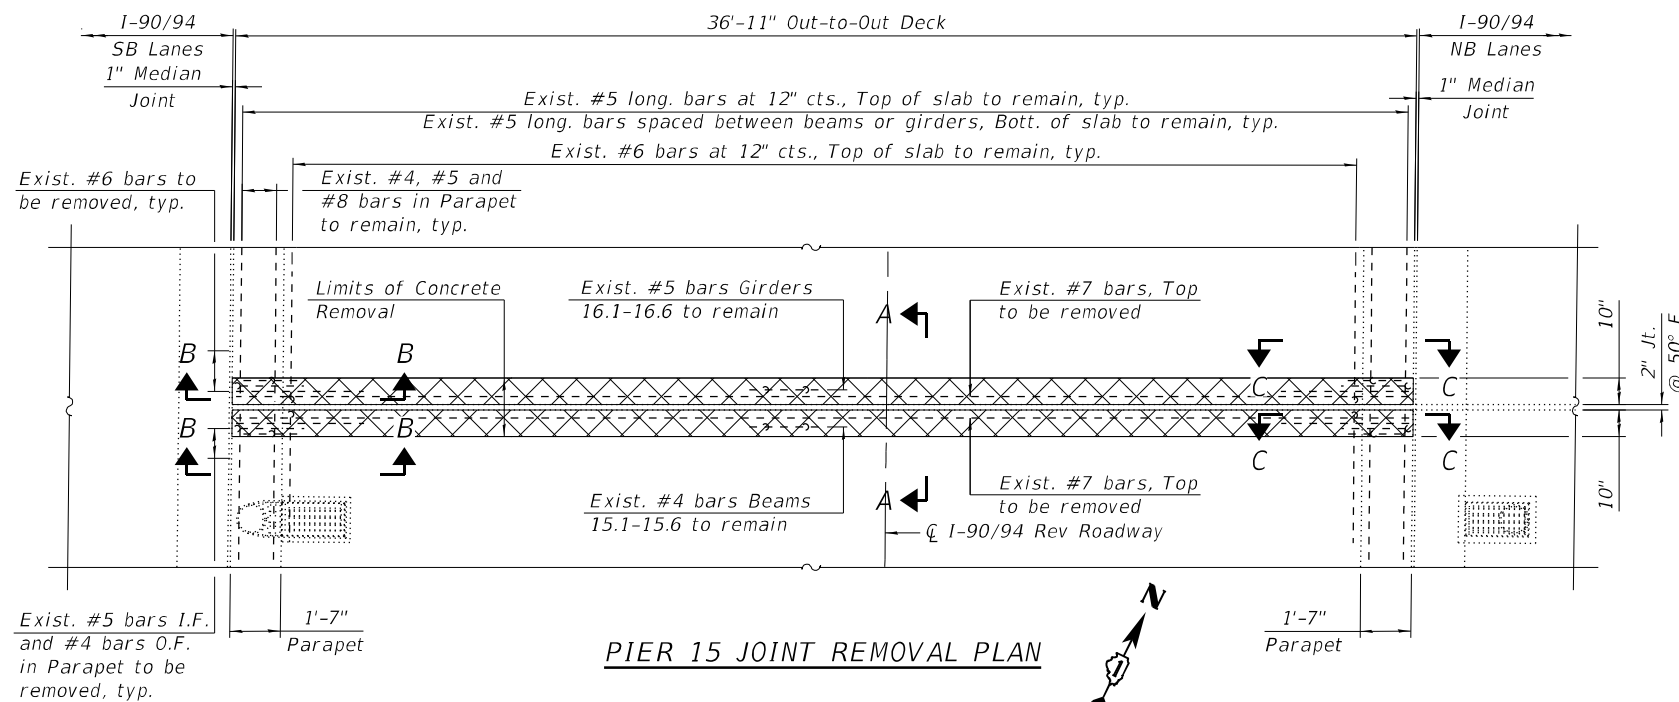 I-90/94
SB Lanes
36'-11" Out-to-Out Deck
I-90/94
NB Lanes
1" Median
Joint
1" Median
Joint
Exist. #5 long. bars at 12" cts., Top of slab to remain, typ.
Exist. #5 long. bars spaced between beams or girders, Bott. of slab to remain, typ.
Exist. #6 bars at 12" cts., Top of slab to remain, typ.
Exist. #6 bars to
be removed, typ.
Exist. #4, #5 and
#8 bars in Parapet
to remain, typ.
Limits of Concrete
Removal
Exist. #5 bars Girders
16.1-16.6 to remain
A
Exist. #7 bars, Top
to be removed
10"
2" Jt.
@ 50° F
B
B
C
C
B
B
C
C
Exist. #4 bars Beams
15.1-15.6 to remain
A
Exist. #7 bars, Top
to be removed
10"
℄ I-90/94 Rev Roadway
Exist. #5 bars I.F.
and #4 bars O.F.
in Parapet to be
removed, typ.
1'-7"
Parapet
1'-7"
Parapet
PIER 15 JOINT REMOVAL PLAN
N